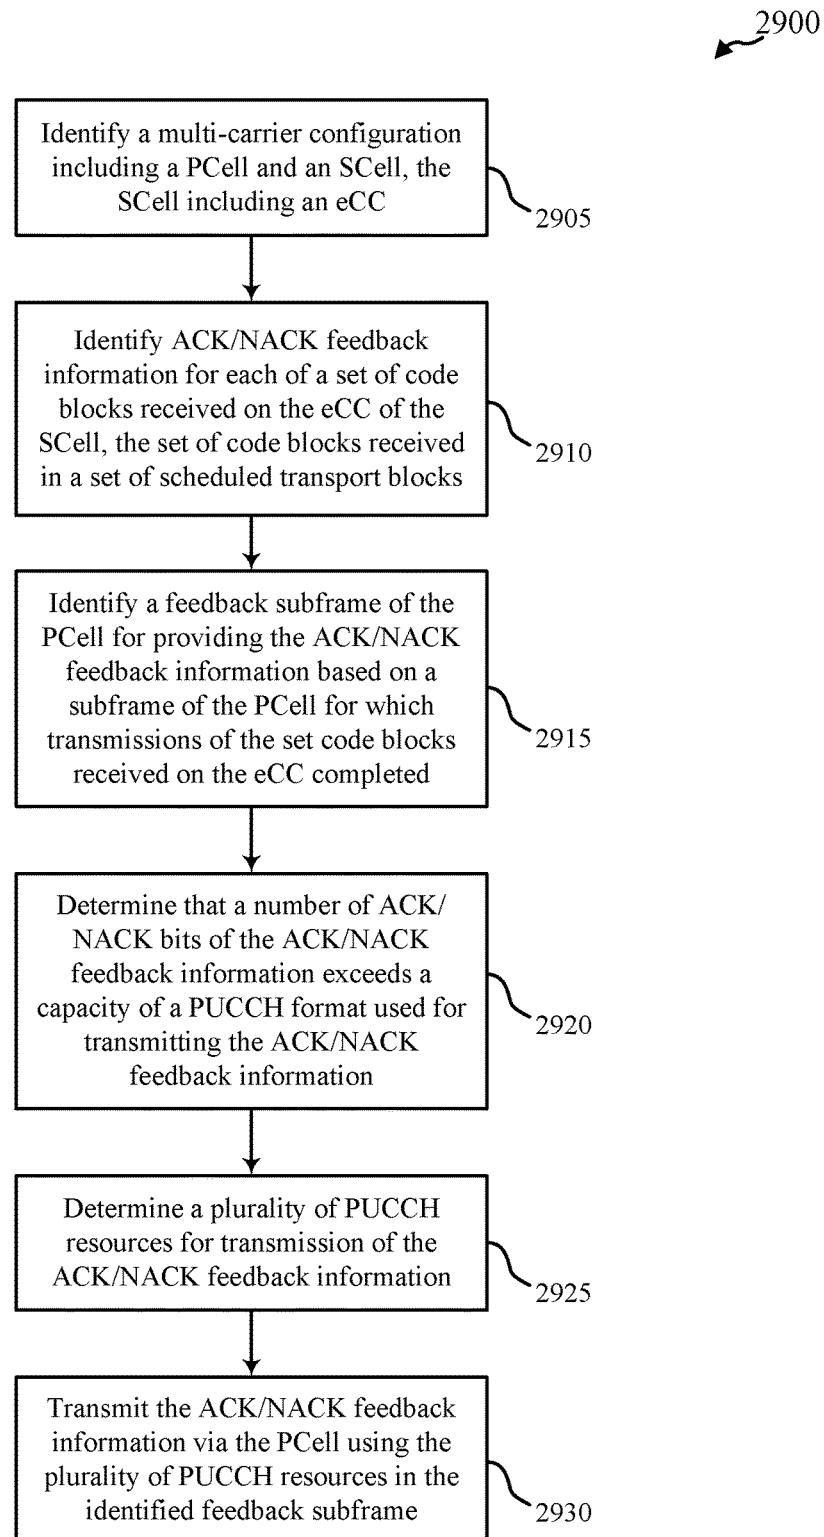 2900
Identify a multi-carrier configuration
including a PCell and an SCell, the
SCell including an eCC
2905
Identify ACK/NACK feedback
information for each of a set of code
blocks received on the eCC of the
SCell, the set of code blocks received
in a set of scheduled transport blocks
2910
Identify a feedback subframe of the
PCell for providing the ACK/NACK
feedback information based on a
subframe of the PCell for which
transmissions of the set code blocks
received on the eCC completed
2915
Determine that a number of ACK/
NACK bits of the ACK/NACK
feedback information exceeds a
capacity of a PUCCH format used for
transmitting the ACK/NACK
feedback information
2920
Determine a plurality of PUCCH
resources for transmission of the
ACK/NACK feedback information
2925
Transmit the ACK/NACK feedback
information via the PCell using the
plurality of PUCCH resources in the
identified feedback subframe
2930